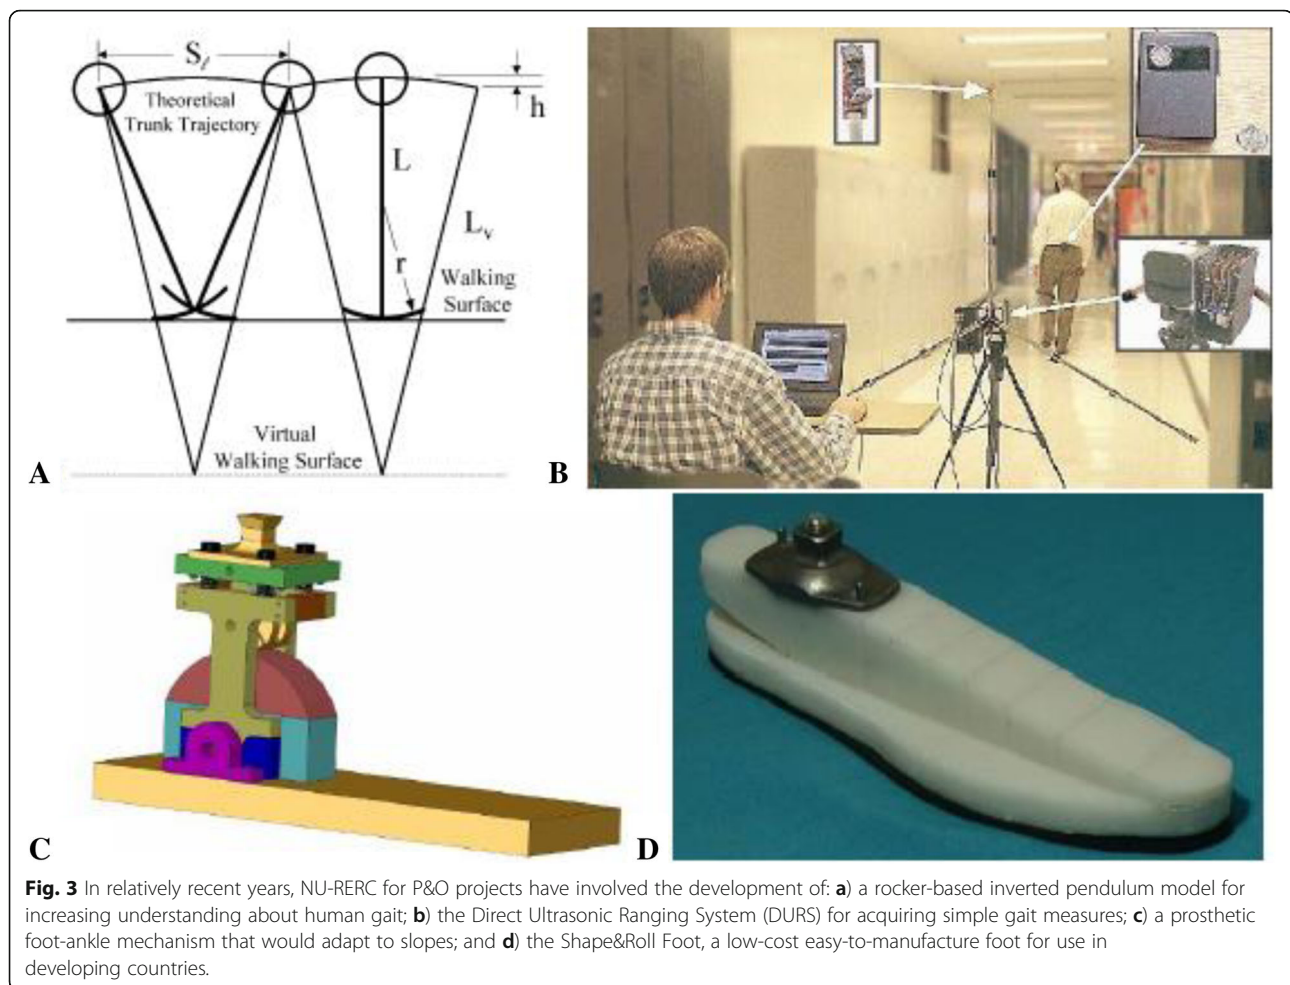 S_ℓ
h
Theoretical
Trunk Trajectory
L
L_v
r
Walking
Surface
Virtual
Walking Surface
A
B
C
D
Fig. 3 In relatively recent years, NU-RERC for P&O projects have involved the development of: a) a rocker-based inverted pendulum model for
increasing understanding about human gait; b) the Direct Ultrasonic Ranging System (DURS) for acquiring simple gait measures; c) a prosthetic
foot-ankle mechanism that would adapt to slopes; and d) the Shape&Roll Foot, a low-cost easy-to-manufacture foot for use in
developing countries.